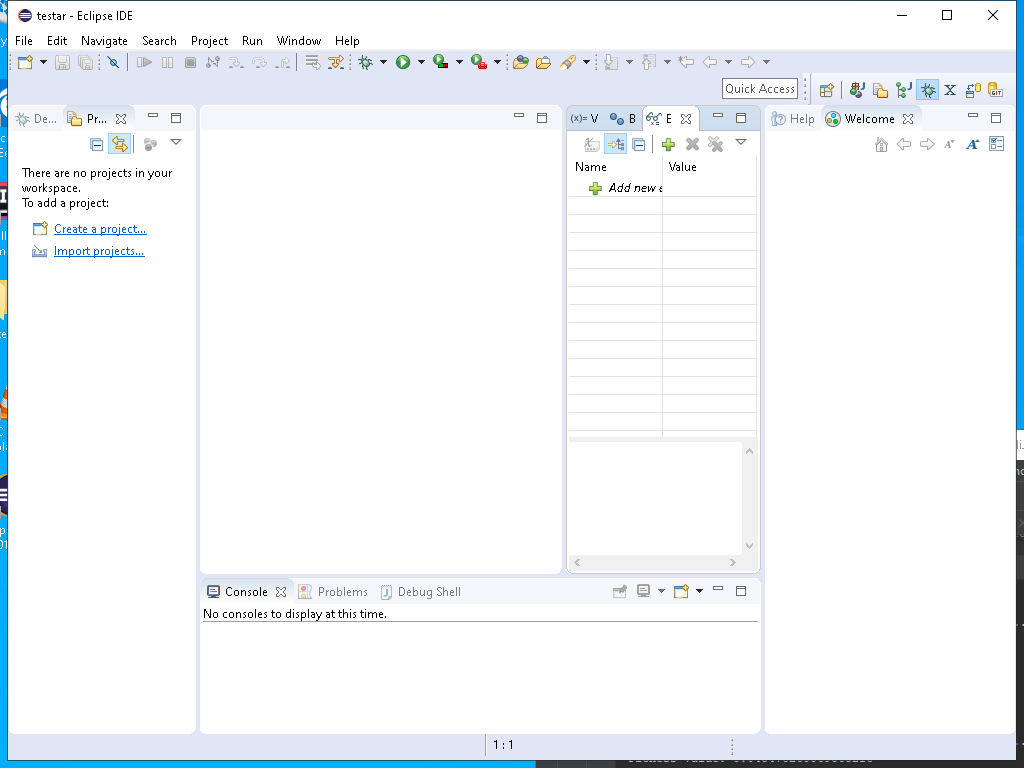 testar - Eclipse IDE
File Edit Navigate Search Project Run Window Help
Quick Access
De... Pr...
(x)= V B E
Help Welcome
There are no projects in your
workspace.
To add a project:
Create a project...
Import projects...
Name Value
Add new e
Console Problems Debug Shell
No consoles to display at this time.
1 : 1